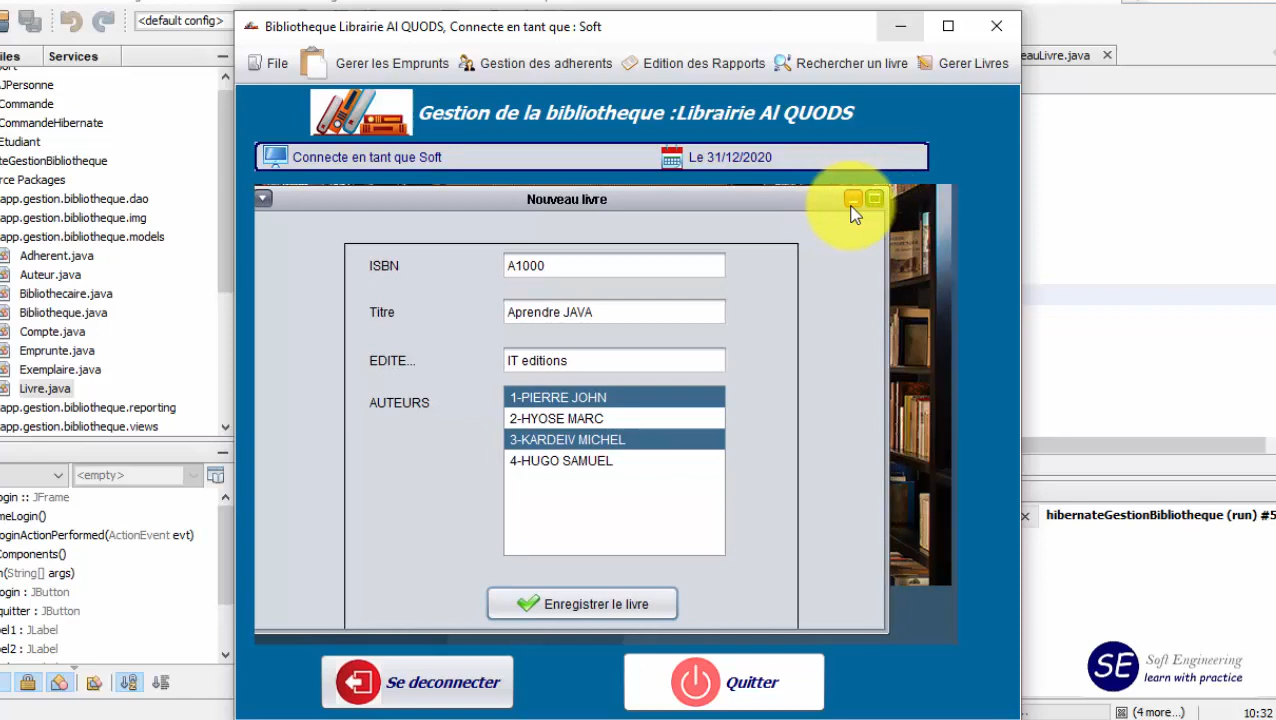 <default config>
Bibliotheque Librairie Al QUODS, Connecte en tant que : Soft
iles Services
File Gerer les Emprunts Gestion des adherents Edition des Rapports Rechercher un livre Gerer Livres
eauLivre.java
JPersonne
Commande
CommandeHibernate
Etudiant
teGestionBibliotheque
rce Packages
app.gestion.bibliotheque.dao
app.gestion.bibliotheque.img
app.gestion.bibliotheque.models
Adherent.java
Auteur.java
Bibliothecaire.java
Bibliotheque.java
Compte.java
Emprunte.java
Exemplaire.java
Livre.java
app.gestion.bibliotheque.reporting
app.gestion.bibliotheque.views
<empty>
ogin :: JFrame
meLogin()
oginActionPerformed(ActionEvent evt)
Components()
n(String[] args)
ogin : JButton
quitter : JButton
bel1 : JLabel
bel2 : JLabel
Gestion de la bibliotheque :Librairie Al QUODS
Connecte en tant que Soft Le 31/12/2020
Nouveau livre
ISBN A1000
Titre Aprendre JAVA
EDITE... IT editions
AUTEURS
1-PIERRE JOHN
2-HYOSE MARC
3-KARDEIV MICHEL
4-HUGO SAMUEL
Enregistrer le livre
Se deconnecter Quitter
hibernateGestionBibliotheque (run) #5
SE Soft Engineering
learn with practice
(4 more...) 10:32